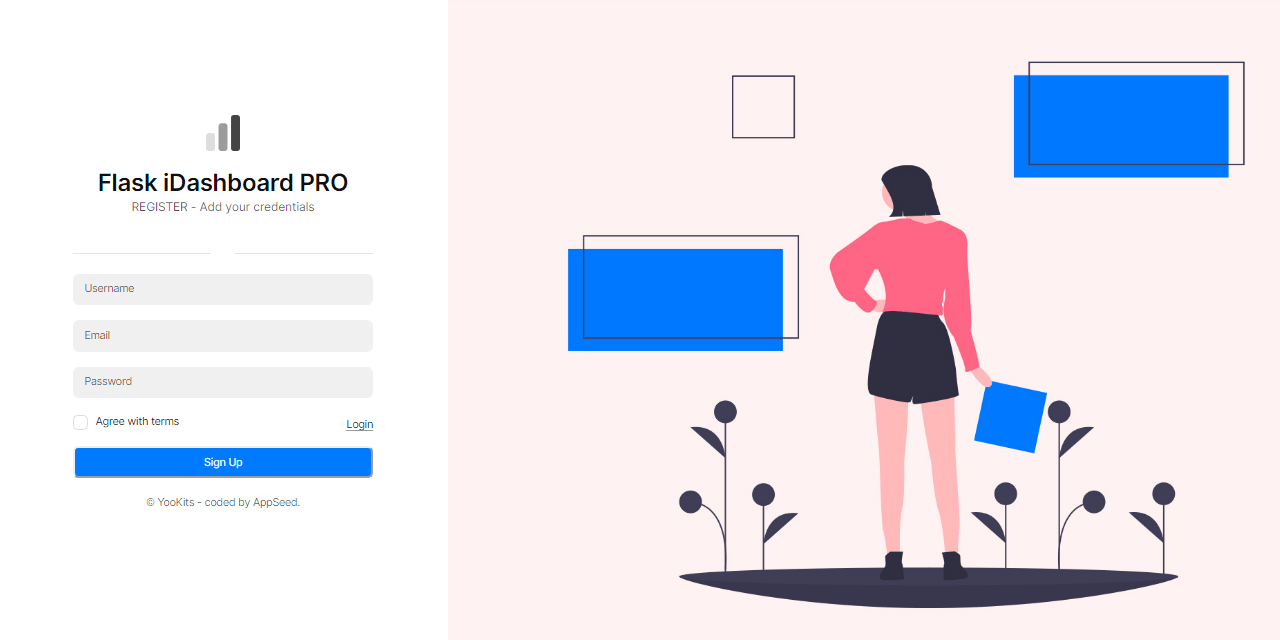 Flask iDashboard PRO
REGISTER - Add your credentials
Username
Email
Password
Agree with terms
Login
Sign Up
© YooKits - coded by AppSeed.